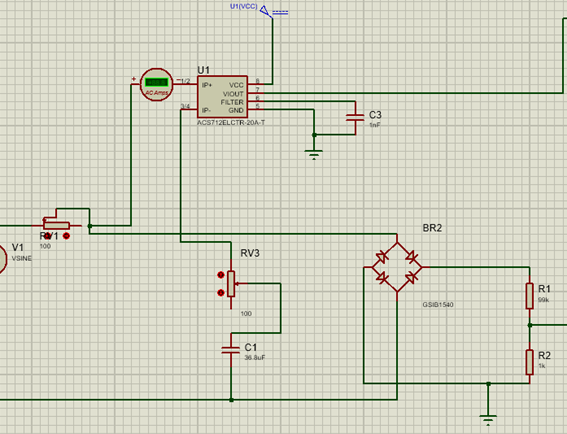 U1(VCC)
U1
+
1/2
IP+
VCC
8
VIOUT
7
FILTER
6
3/4
IP-
GND
5
AC Amps
ACS712ELCTR-20A-T
C3
1nF
RV1
100
V1
VSINE
BR2
GSIB1540
RV3
100
R1
99k
C1
36.8uF
R2
1k